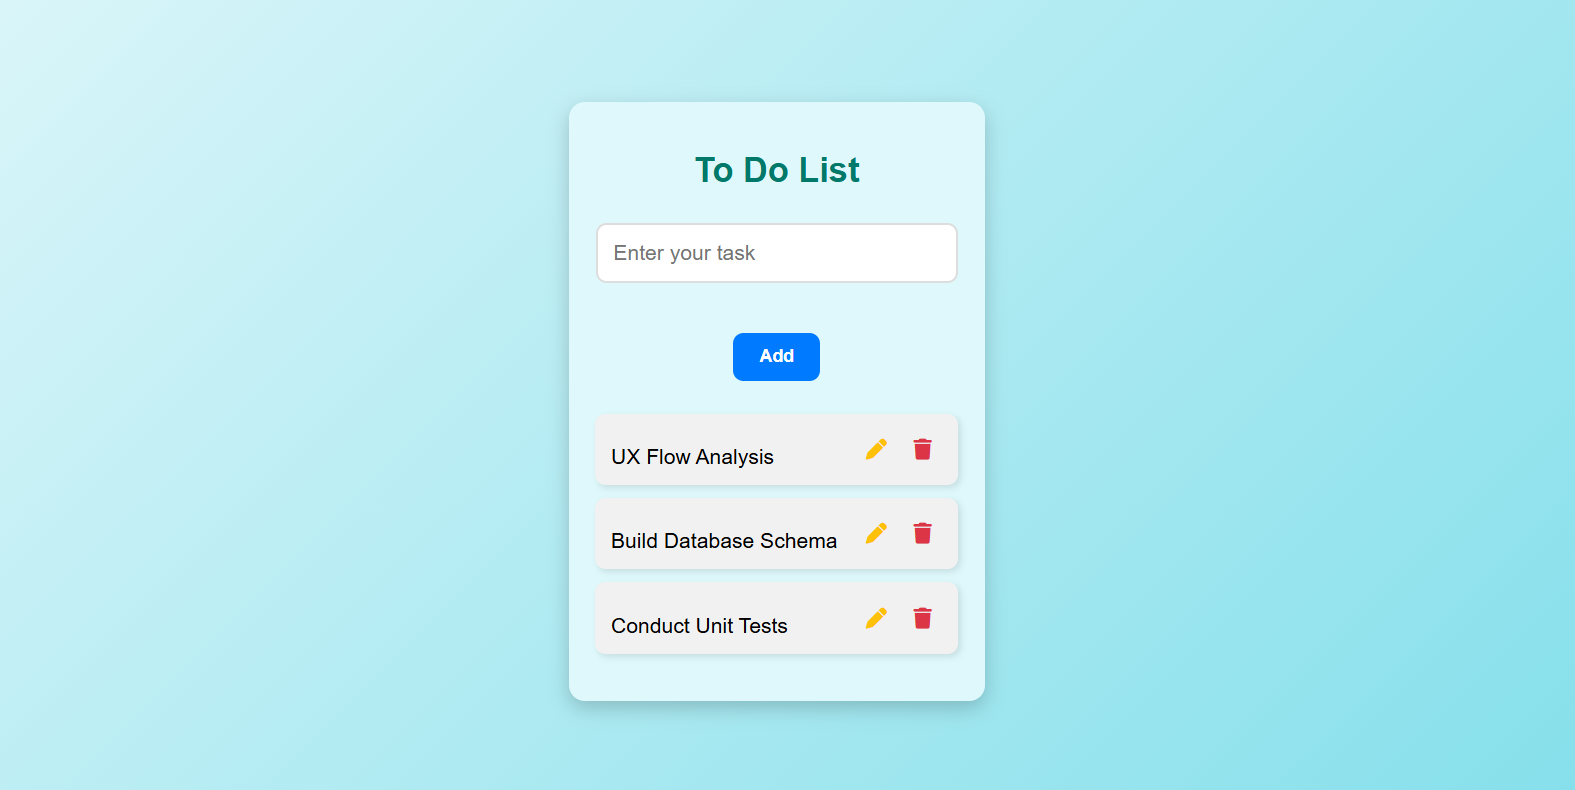 To Do List
Enter your task
Add
UX Flow Analysis
Build Database Schema
Conduct Unit Tests